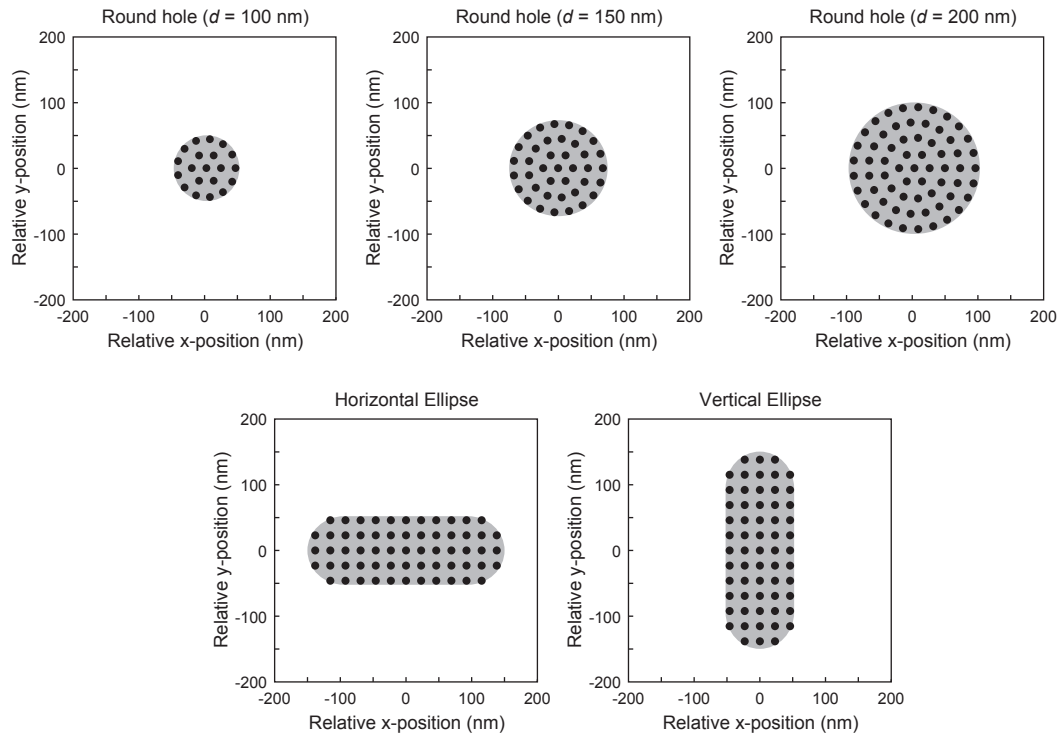 Round hole (d = 100 nm)
200
100
0
-100
-200
-200 -100 0 100 200
Relative y-position (nm)
Relative x-position (nm)
Round hole (d = 150 nm)
200
100
0
-100
-200
-200 -100 0 100 200
Relative y-position (nm)
Relative x-position (nm)
Round hole (d = 200 nm)
200
100
0
-100
-200
-200 -100 0 100 200
Relative y-position (nm)
Relative x-position (nm)
Horizontal Ellipse
200
100
0
-100
-200
-200 -100 0 100 200
Relative y-position (nm)
Relative x-position (nm)
Vertical Ellipse
200
100
0
-100
-200
-200 -100 0 100 200
Relative y-position (nm)
Relative x-position (nm)